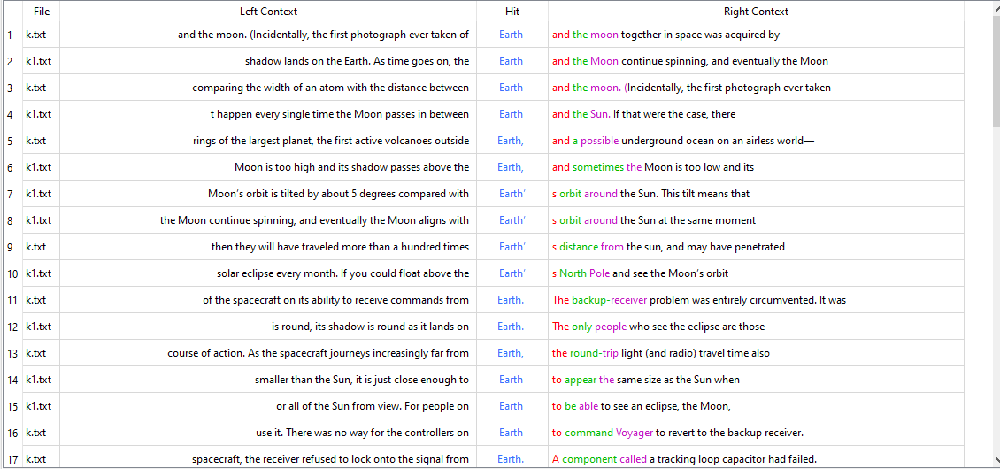 File Left Context Hit Right Context
1 k.txt and the moon. (Incidentally, the first photograph ever taken of Earth and the moon together in space was acquired by
2 k1.txt shadow lands on the Earth. As time goes on, the Earth and the Moon continue spinning, and eventually the Moon
3 k.txt comparing the width of an atom with the distance between Earth and the moon. (Incidentally, the first photograph ever taken
4 k1.txt t happen every single time the Moon passes in between Earth and the Sun. If that were the case, there
5 k.txt rings of the largest planet, the first active volcanoes outside Earth, and a possible underground ocean on an airless world—
6 k1.txt Moon is too high and its shadow passes above the Earth, and sometimes the Moon is too low and its
7 k1.txt Moon’s orbit is tilted by about 5 degrees compared with Earth’ s orbit around the Sun. This tilt means that
8 k1.txt the Moon continue spinning, and eventually the Moon aligns with Earth’ s orbit around the Sun at the same moment
9 k.txt then they will have traveled more than a hundred times Earth’ s distance from the sun, and may have penetrated
10 k1.txt solar eclipse every month. If you could float above the Earth’ s North Pole and see the Moon’s orbit
11 k.txt of the spacecraft on its ability to receive commands from Earth. The backup-receiver problem was entirely circumvented. It was
12 k1.txt is round, its shadow is round as it lands on Earth. The only people who see the eclipse are those
13 k.txt course of action. As the spacecraft journeys increasingly far from Earth, the round-trip light (and radio) travel time also
14 k1.txt smaller than the Sun, it is just close enough to Earth to appear the same size as the Sun when
15 k1.txt or all of the Sun from view. For people on Earth to be able to see an eclipse, the Moon,
16 k.txt use it. There was no way for the controllers on Earth to command Voyager to revert to the backup receiver.
17 k.txt spacecraft, the receiver refused to lock onto the signal from Earth. A component called a tracking loop capacitor had failed.